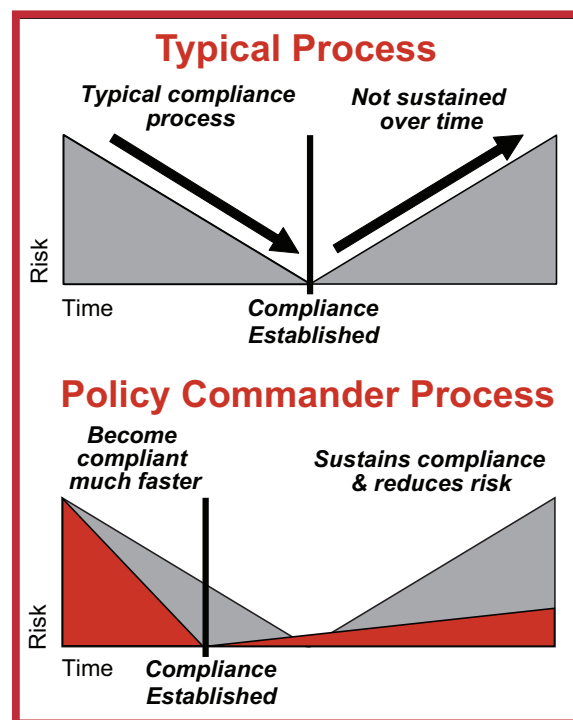 Typical Process
Typical compliance
process
Not sustained
over time
Risk
Time
Compliance
Established
Policy Commander Process
Become
compliant
much faster
Sustains compliance
& reduces risk
Risk
Time
Compliance
Established